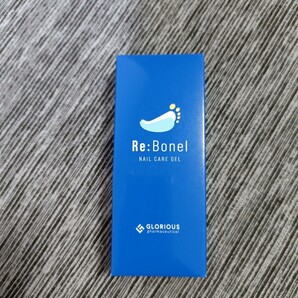 Re:Bonel
NAIL CARE GEL
GLORIOUS
pharmaceutical